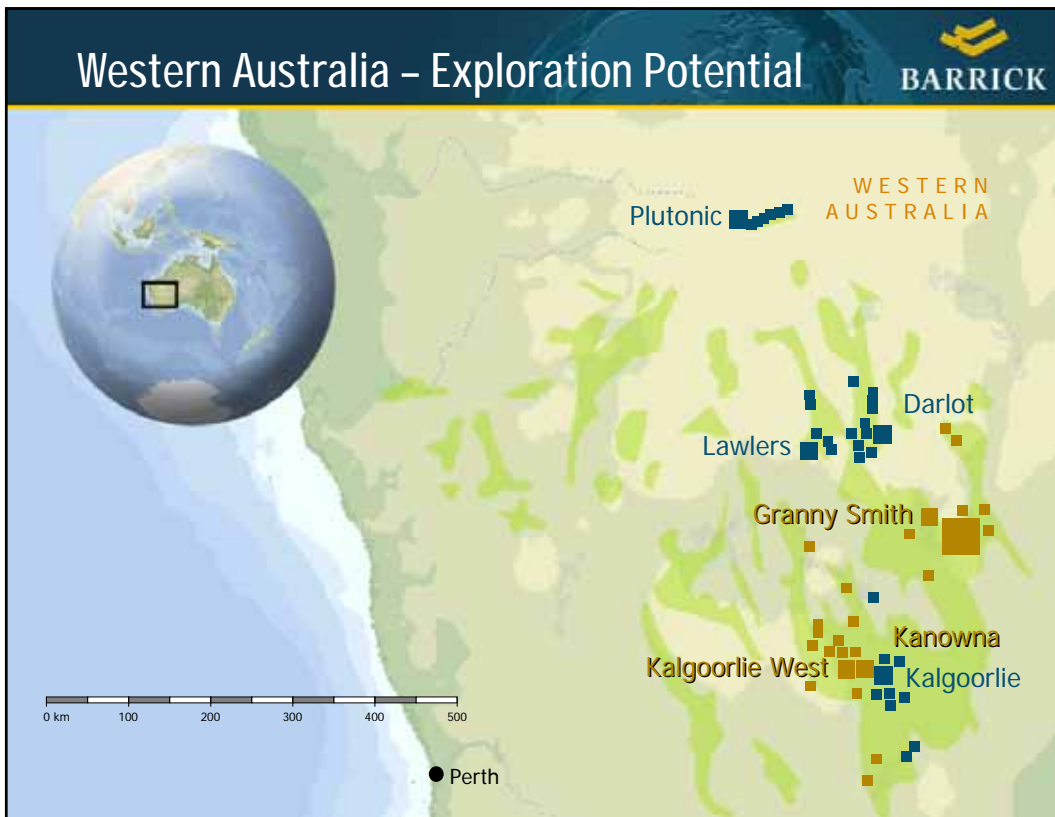 Western Australia – Exploration Potential
BARRICK
WESTERN
AUSTRALIA
Plutonic
Darlot
Lawlers
Granny Smith
Kanowna
Kalgoorlie West
Kalgoorlie
0 km 100 200 300 400 500
Perth